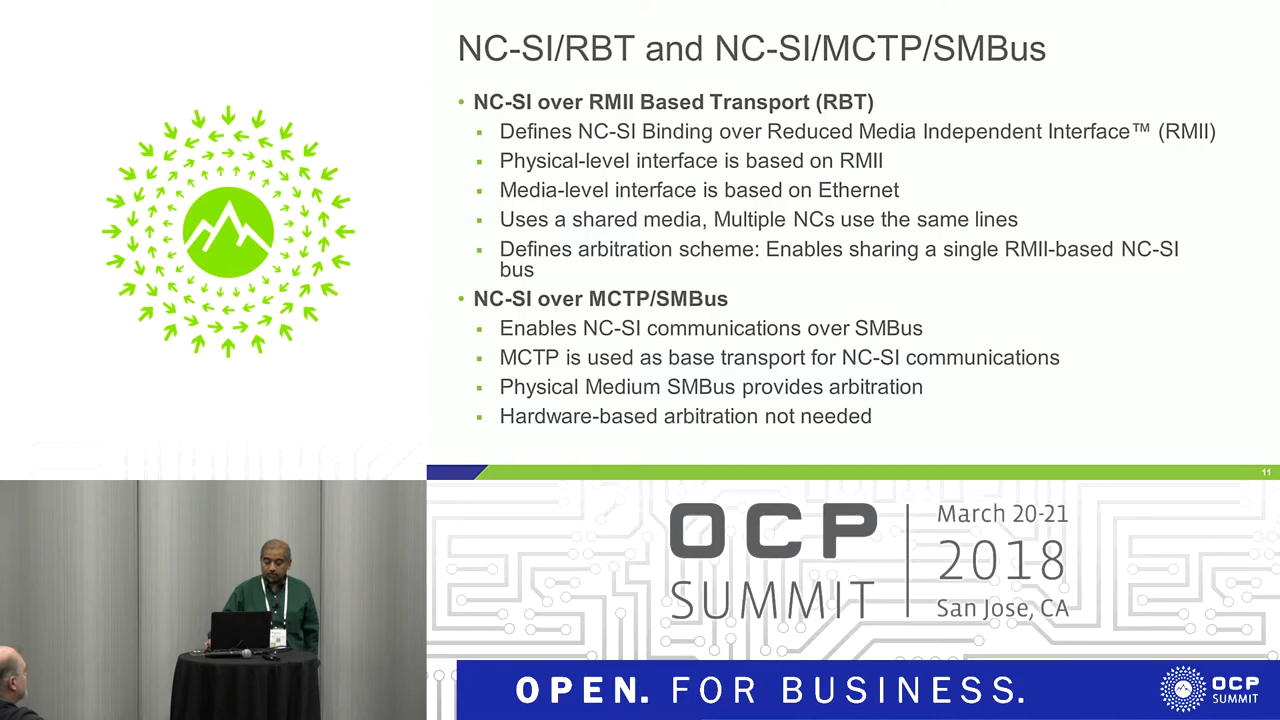 NC-SI/RBT and NC-SI/MCTP/SMBus
• NC-SI over RMII Based Transport (RBT)
▪ Defines NC-SI Binding over Reduced Media Independent Interface™ (RMII)
▪ Physical-level interface is based on RMII
▪ Media-level interface is based on Ethernet
▪ Uses a shared media, Multiple NCs use the same lines
▪ Defines arbitration scheme: Enables sharing a single RMII-based NC-SI
bus
• NC-SI over MCTP/SMBus
▪ Enables NC-SI communications over SMBus
▪ MCTP is used as base transport for NC-SI communications
▪ Physical Medium SMBus provides arbitration
▪ Hardware-based arbitration not needed
11
OCP
SUMMIT
March 20-21
2018
San Jose, CA
OPEN. FOR BUSINESS.
OCP
SUMMIT